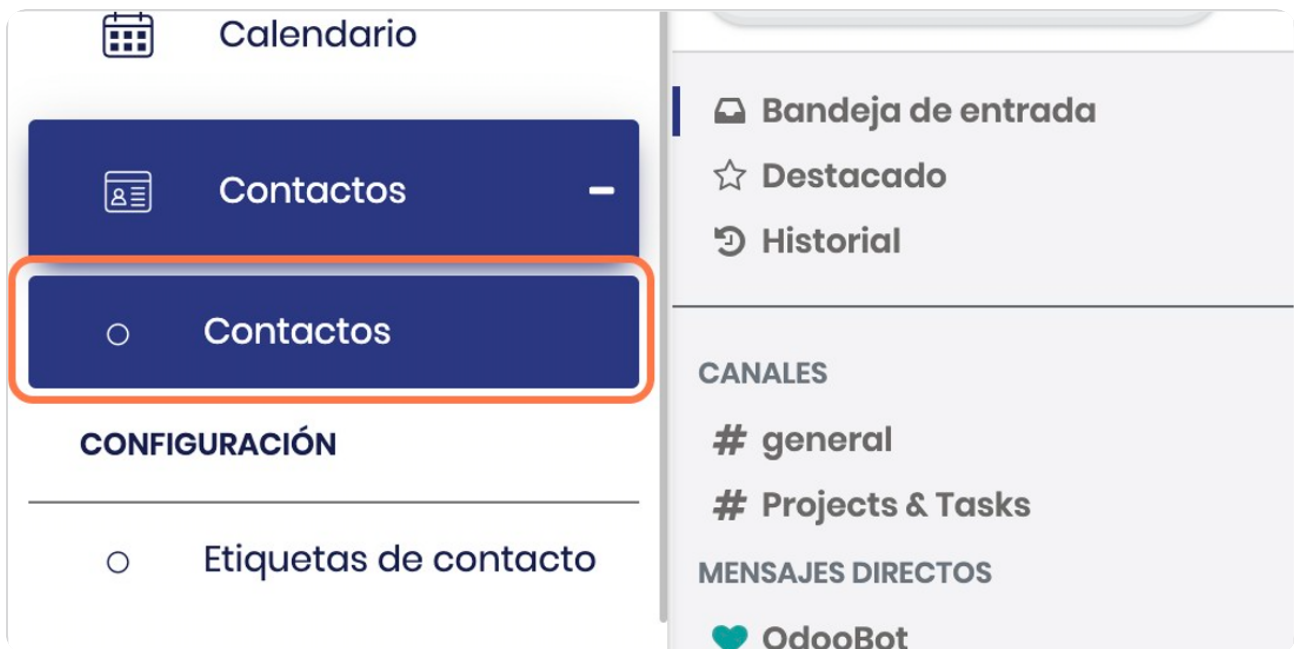 Calendario
Contactos
Contactos
CONFIGURACIÓN
Etiquetas de contacto
Bandeja de entrada
Destacado
Historial
CANALES
# general
# Projects & Tasks
MENSAJES DIRECTOS
OdooBot